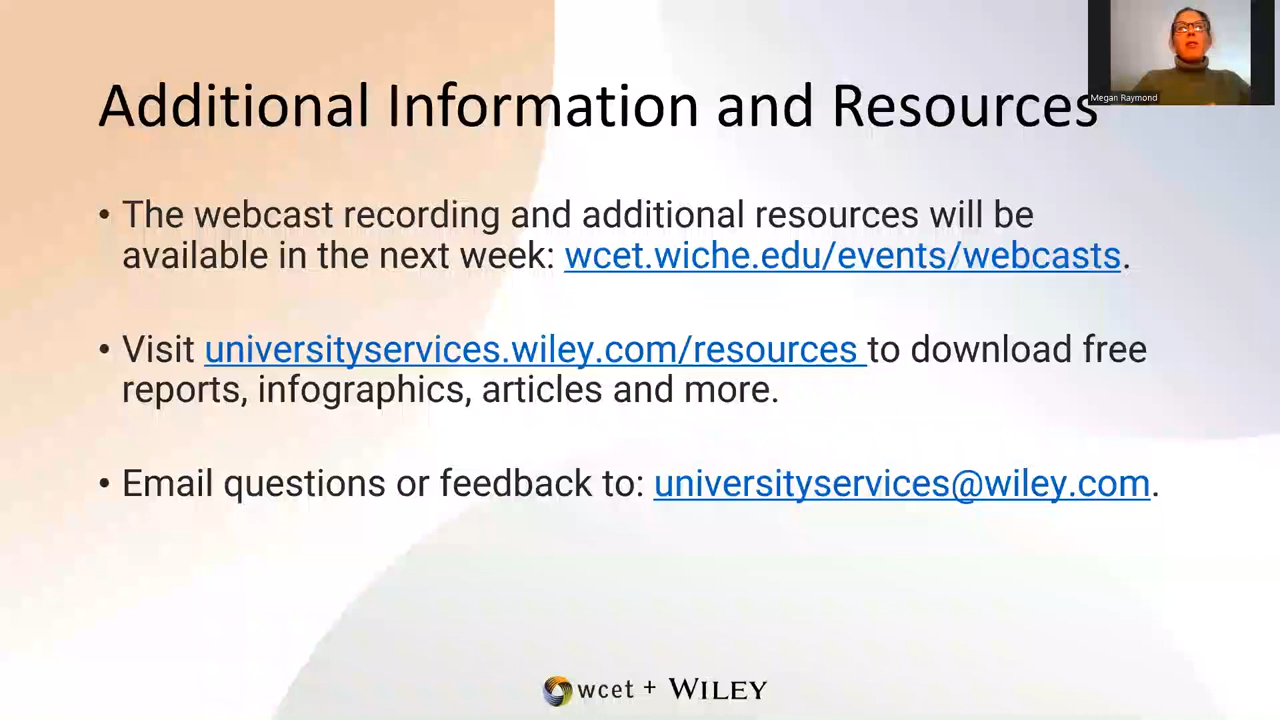 Additional Information and Resources
Megan Raymond
• The webcast recording and additional resources will be
available in the next week: wcet.wiche.edu/events/webcasts.
• Visit universityservices.wiley.com/resources to download free
reports, infographics, articles and more.
• Email questions or feedback to: universityservices@wiley.com.
wcet + WILEY